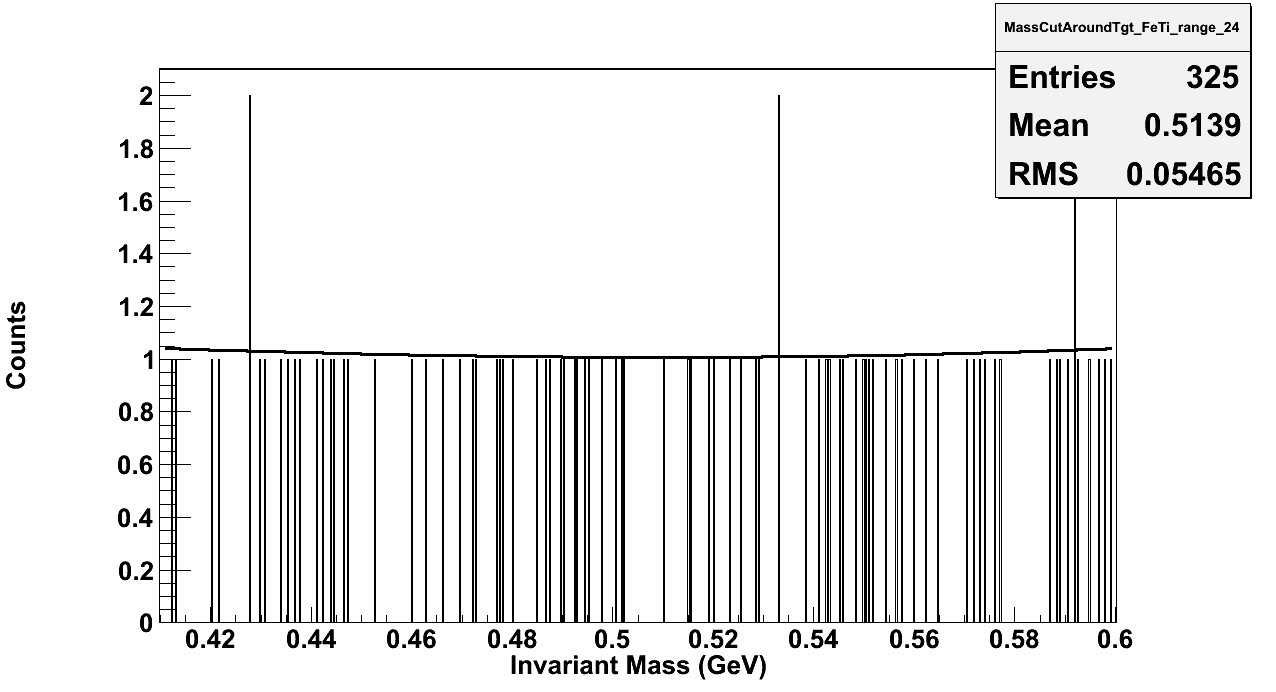 MassCutAroundTgt_FeTi_range_24
Entries 325
Mean 0.5139
RMS 0.05465
2
1.8
1.6
1.4
1.2
1
0.8
0.6
0.4
0.2
0
Counts
0.42 0.44 0.46 0.48 0.5 0.52 0.54 0.56 0.58 0.6
Invariant Mass (GeV)